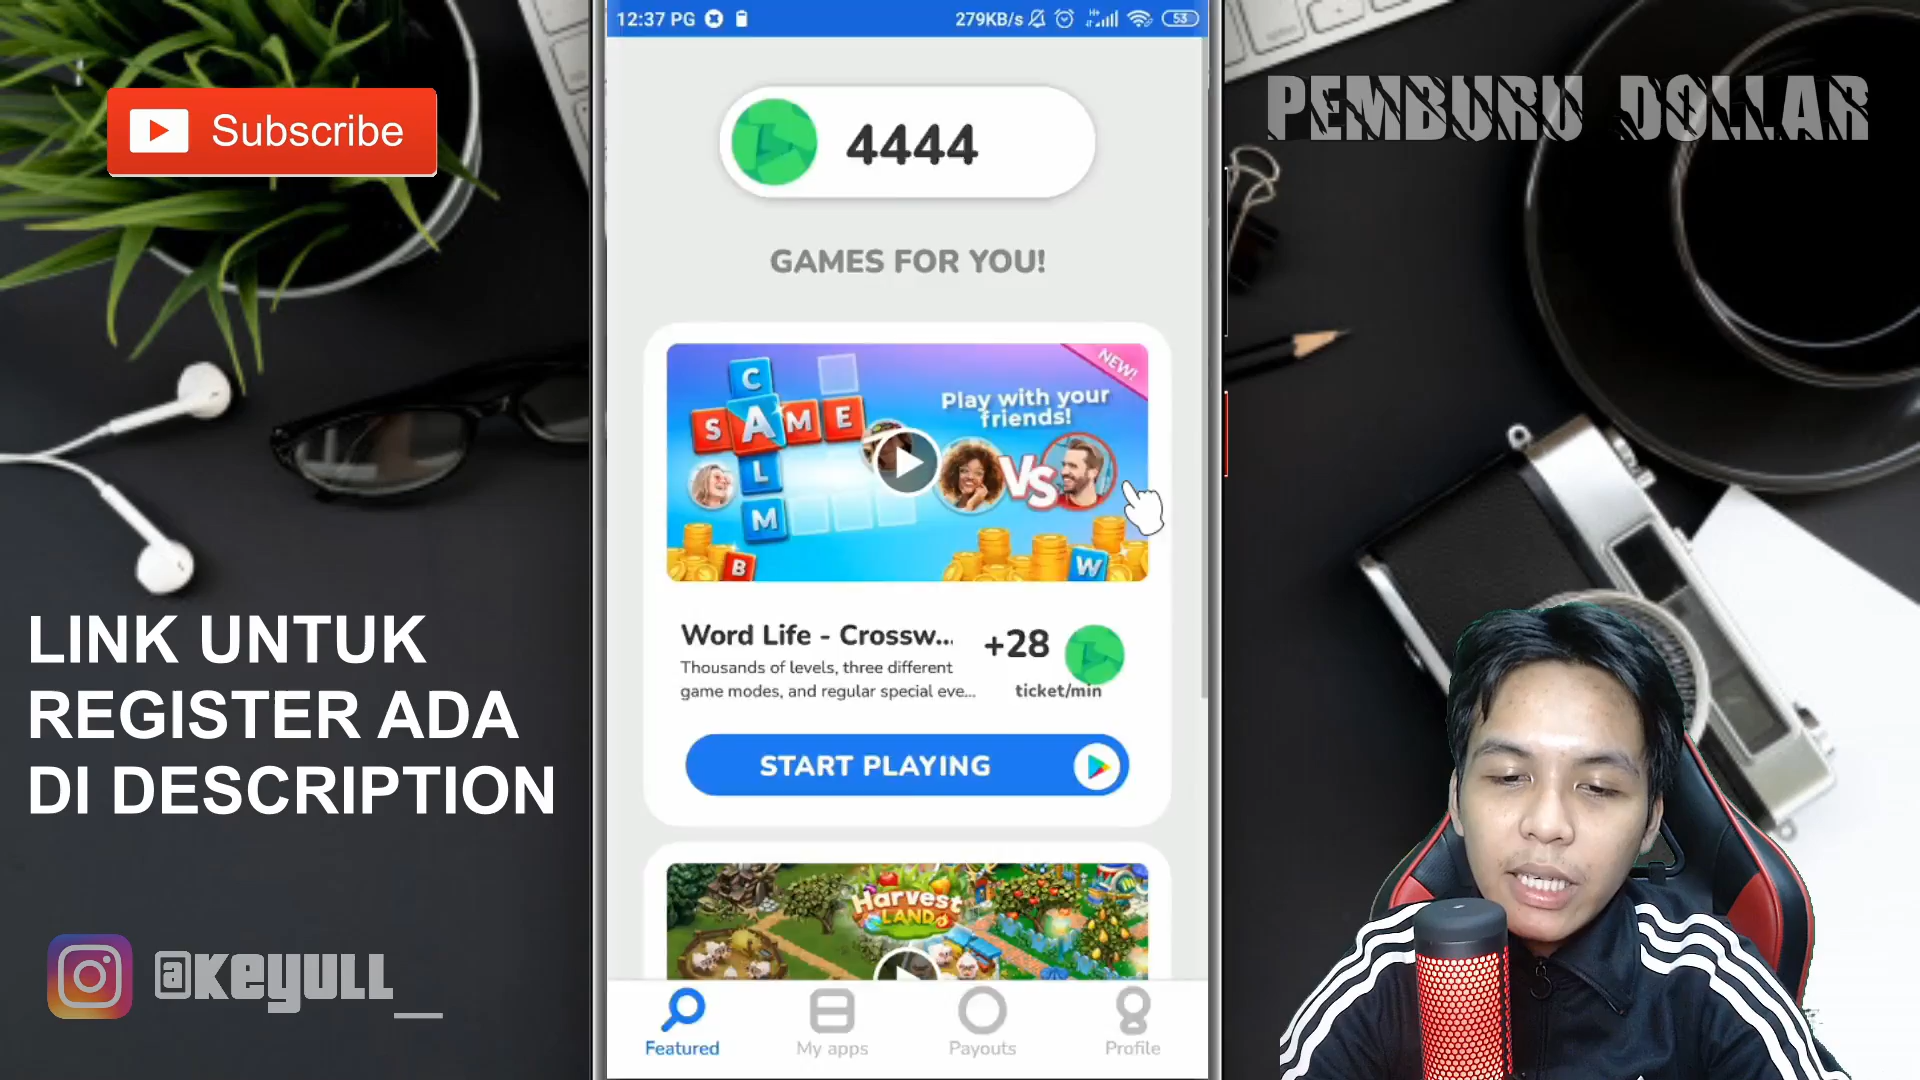 12:37 PG
279KB/s
53
Subscribe
PEMBURU DOLLAR
4444
GAMES FOR YOU!
NEW!
C
SAME
L
M
Play with your
friends!
VS
B
W
Word Life - Crossw...
+28
Thousands of levels, three different
game modes, and regular special eve...
ticket/min
START PLAYING
Harvest
LAND
LINK UNTUK
REGISTER ADA
DI DESCRIPTION
@KEYULL_
Featured
My apps
Payouts
Profile